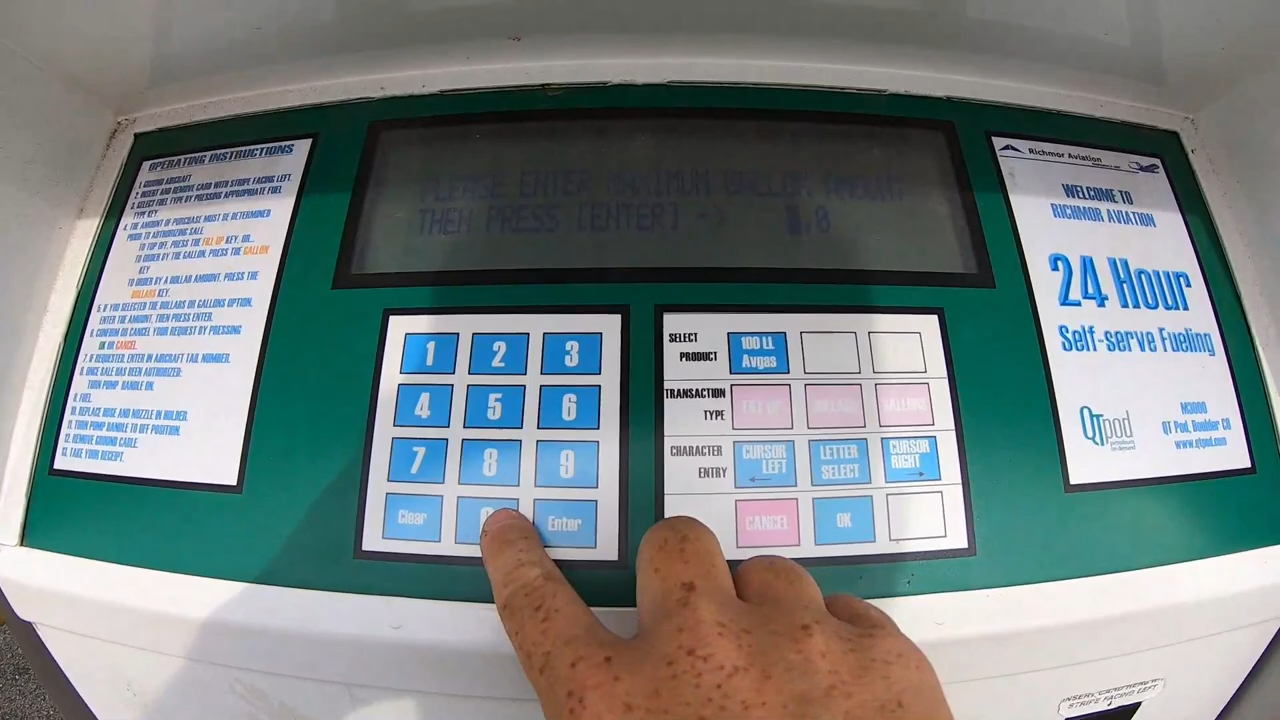 OPERATING INSTRUCTIONS
1. GROUND AIRCRAFT
2. INSERT AND REMOVE CARD WITH STRIPE FACING LEFT.
3. SELECT FUEL TYPE BY PRESSING APPROPRIATE FUEL
TYPE KEY.
4. THE AMOUNT OF PURCHASE MUST BE DETERMINED
PRIOR TO AUTHORIZING SALE.
TO TOP OFF, PRESS THE FILL UP KEY, OR...
TO ORDER BY THE GALLON, PRESS THE GALLON
KEY
TO ORDER BY A DOLLAR AMOUNT, PRESS THE
DOLLARS KEY.
5. IF YOU SELECTED THE DOLLARS OR GALLONS OPTION,
ENTER THE AMOUNT, THEN PRESS ENTER.
6. CONFIRM OR CANCEL YOUR REQUEST BY PRESSING
OK OR CANCEL.
7. IF REQUESTED, ENTER IN AIRCRAFT TAIL NUMBER.
8. ONCE SALE HAS BEEN AUTHORIZED:
TURN PUMP HANDLE ON.
9. FUEL.
10. REPLACE HOSE AND NOZZLE IN HOLDER.
11. TURN PUMP HANDLE TO OFF POSITION.
12. REMOVE GROUND CABLE.
13. TAKE YOUR RECEIPT.
PLEASE ENTER MAXIMUM GALLON AMOUNT
THEN PRESS [ENTER] ->
.0
1 2 3
4 5 6
7 8 9
Clear Enter
SELECT PRODUCT
100 LL Avgas
TRANSACTION TYPE
FILL UP DOLLARS GALLONS
CHARACTER ENTRY
CURSOR LEFT
LETTER SELECT
CURSOR RIGHT
CANCEL OK
Richmor Aviation
WELCOME TO
RICHMOR AVIATION
24 Hour
Self-serve Fueling
QTpod
petroleum
on demand
M3000
QT Pod, Boulder CO
www.qtpod.com
INSERT CARD
STRIPE FACING LEFT